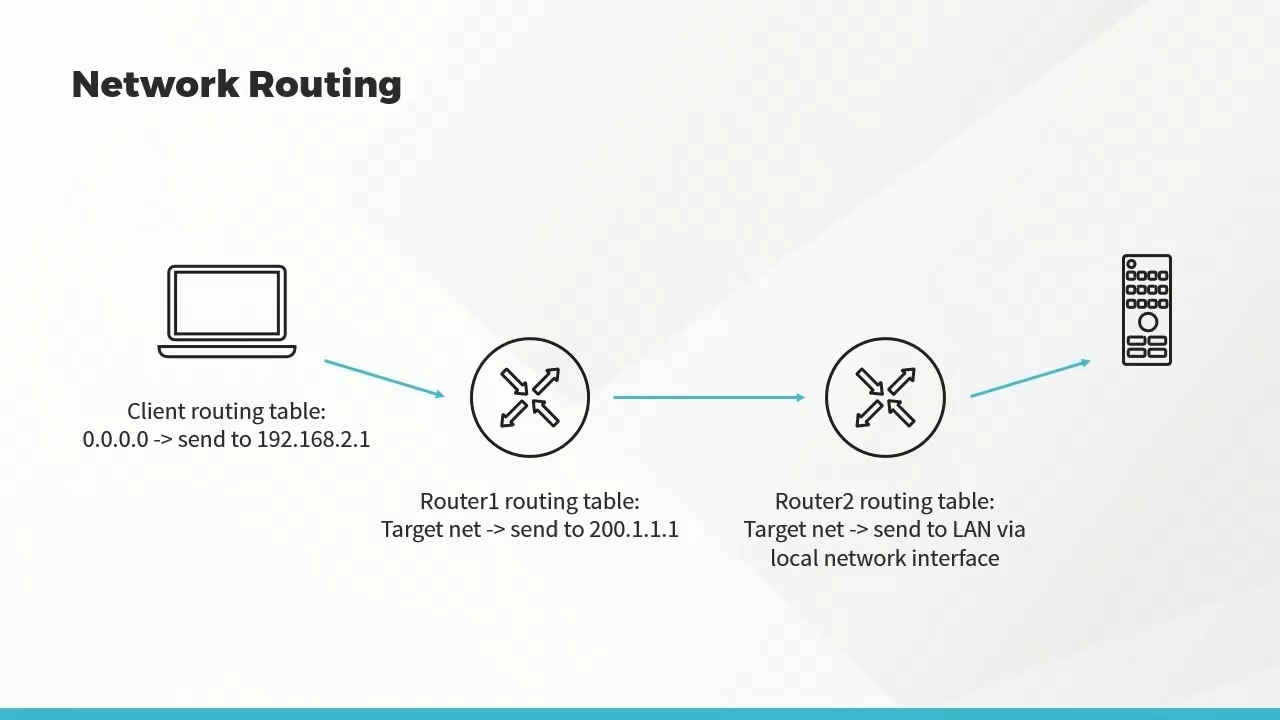 Network Routing
Client routing table:
0.0.0.0 -> send to 192.168.2.1
Router1 routing table:
Target net -> send to 200.1.1.1
Router2 routing table:
Target net -> send to LAN via
local network interface